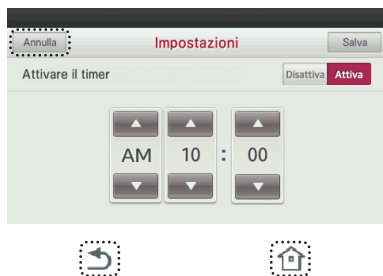 Annulla Impostazioni Salva
Attivare il timer Disattiva Attiva
AM 10 : 00